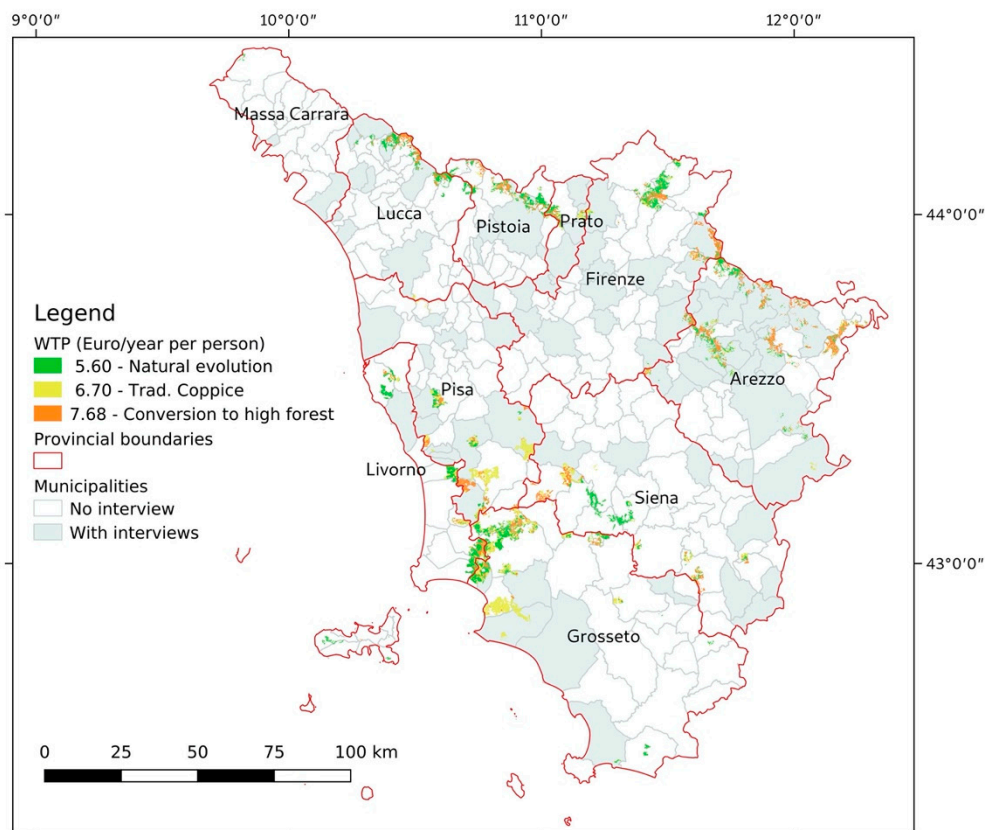 9°0'0"
10°0'0"
11°0'0"
12°0'0"
Massa Carrara
44°0'0"
Lucca
Pistoia
Prato
Firenze
Legend
WTP (Euro/year per person)
5.60 - Natural evolution
6.70 - Trad. Coppice
7.68 - Conversion to high forest
Provincial boundaries
Municipalities
No interview
With interviews
Pisa
Arezzo
Livorno
Siena
43°0'0"
Grosseto
0 25 50 75 100 km